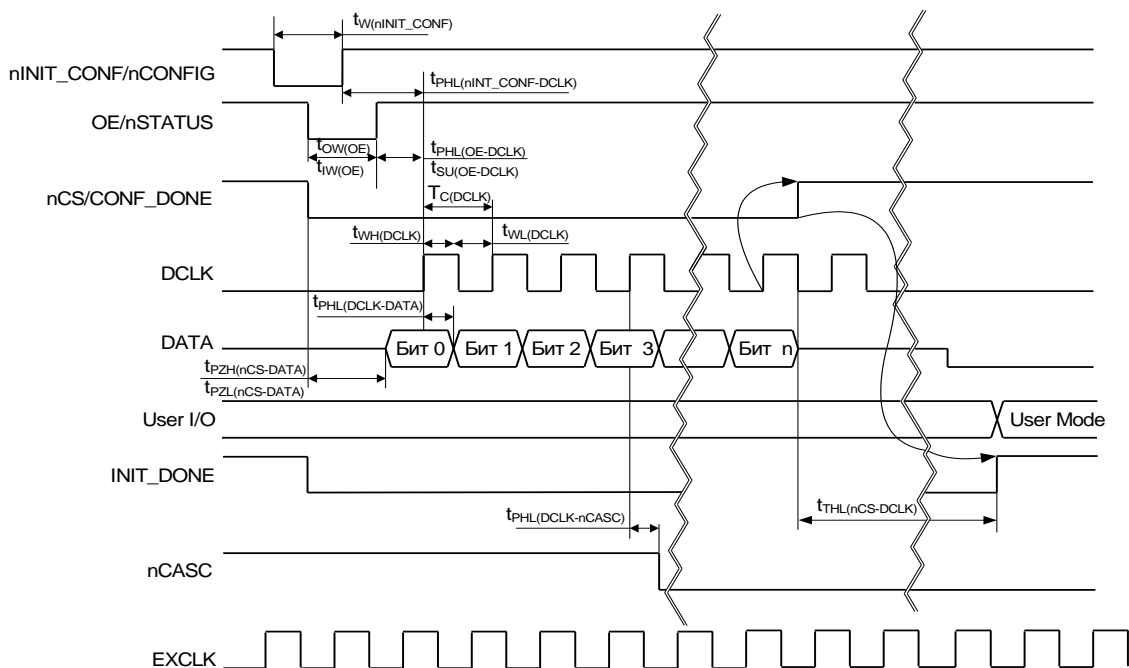 tW(nINIT_CONF)
nINIT_CONF/nCONFIG
tPHL(nINT_CONF-DCLK)
OE/nSTATUS
tOW(OE)
tIW(OE)
tPHL(OE-DCLK)
tSU(OE-DCLK)
nCS/CONF_DONE
TC(DCLK)
tWH(DCLK)
tWL(DCLK)
DCLK
tPHL(DCLK-DATA)
DATA
Бит 0
Бит 1
Бит 2
Бит 3
Бит n
tPZH(nCS-DATA)
tPZL(nCS-DATA)
User I/O
User Mode
INIT_DONE
tTHL(nCS-DCLK)
tPHL(DCLK-nCASC)
nCASC
EXCLK